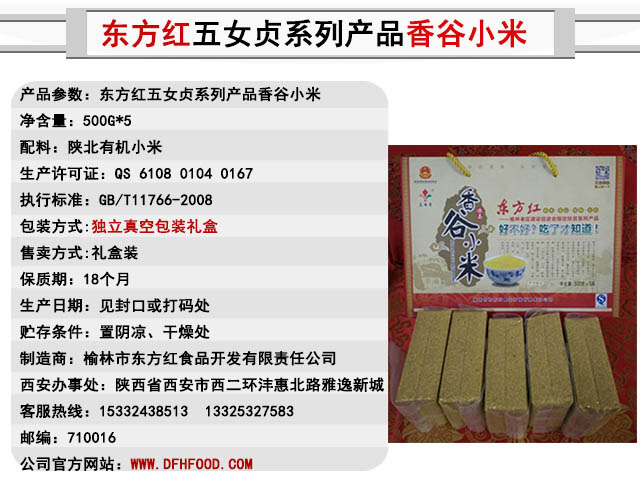 东方红五女贞系列产品香谷小米
产品参数：东方红五女贞系列产品香谷小米
净含量：500G*5
配料：陕北有机小米
生产许可证：QS 6108 0104 0167
执行标准：GB/T11766-2008
包装方式:独立真空包装礼盒
售卖方式:礼盒装
保质期：18个月
生产日期：见封口或打码处
贮存条件：置阴凉、干燥处
制造商：榆林市东方红食品开发有限责任公司
西安办事处：陕西省西安市西二环沣惠北路雅逸新城
客服热线：15332438513 13325327583
邮编：710016
公司官方网站：WWW.DFHFOOD.COM
香谷小米
东方红
好不好？吃了才知道！